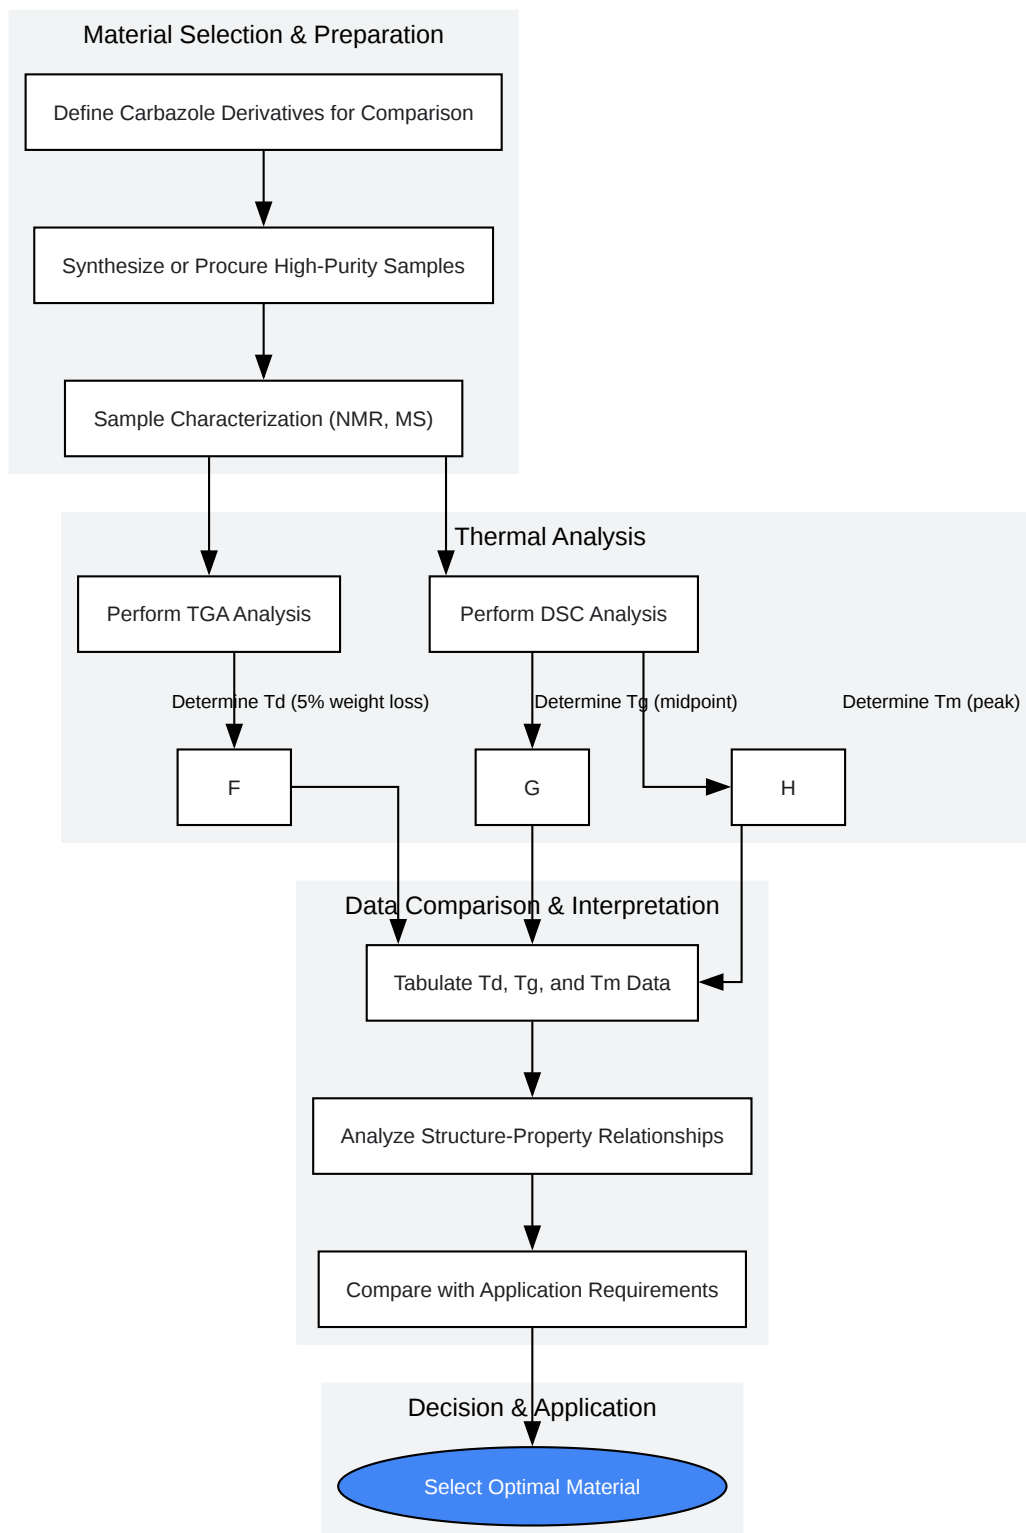 Material Selection & Preparation
Define Carbazole Derivatives for Comparison
Synthesize or Procure High-Purity Samples
Sample Characterization (NMR, MS)
Thermal Analysis
Perform TGA Analysis
Perform DSC Analysis
Determine Td (5% weight loss)
Determine Tg (midpoint)
Determine Tm (peak)
F
G
H
Data Comparison & Interpretation
Tabulate Td, Tg, and Tm Data
Analyze Structure-Property Relationships
Compare with Application Requirements
Decision & Application
Select Optimal Material